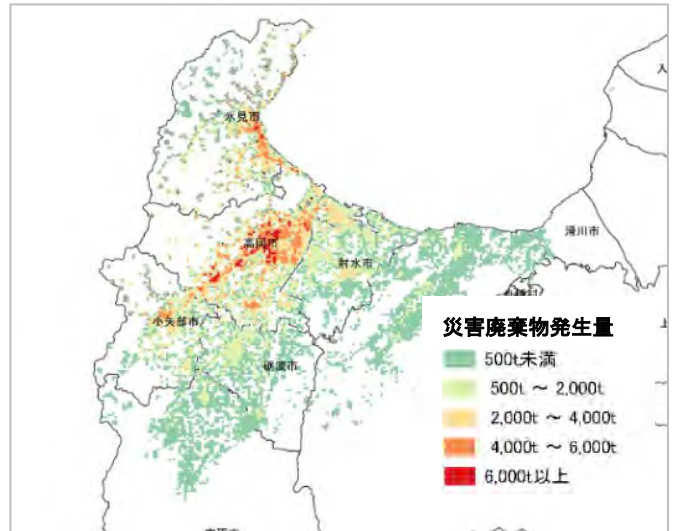 入
氷見市
滑川市
高岡市
射水市
小矢部市
上
砺波市
災害廃棄物発生量
500t未満
500t ～ 2,000t
2,000t ～ 4,000t
4,000t ～ 6,000t
6,000t以上